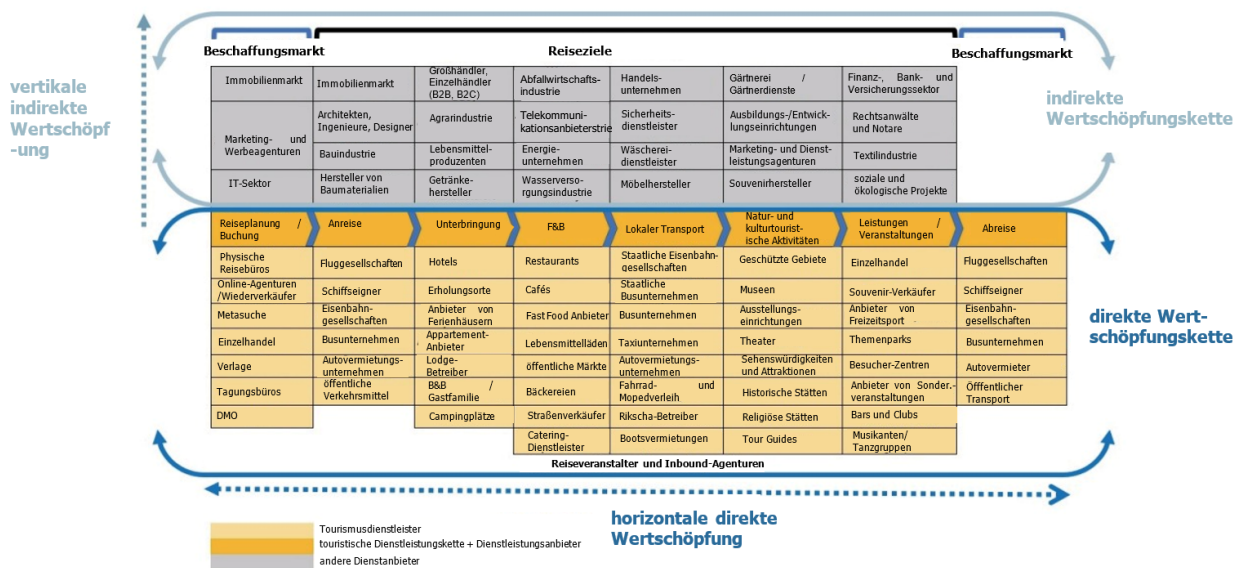 Beschaffungsmarkt
Reiseziele
Beschaffungsmarkt
vertikale
indirekte
Wertschöpf
-ung
indirekte
Wertschöpfungskette
Immobilienmarkt
Immobilienmarkt
Großhändler,
Einzelhändler
(B2B, B2C)
Abfallwirtschafts-
industrie
Handels-
unternehmen
Gärtnerei /
Gärtnerdienste
Finanz-, Bank- und
Versicherungssektor
Marketing- und
Werbeagenturen
Architekten,
Ingenieure, Designer
Agrarindustrie
Telekommuni-
kationsanbieterstrie
Sicherheits-
dienstleister
Ausbildungs-/Entwick-
lungseinrichtungen
Rechtsanwälte
und Notare
Bauindustrie
Lebensmittel-
produzenten
Energie-
unternehmen
Wäscherei-
dienstleister
Marketing- und Dienst-
leistungsagenturen
Textilindustrie
IT-Sektor
Hersteller von
Baumaterialien
Getränke-
hersteller
Wasserversor-
gungsindustrie
Möbelhersteller
Souvenirhersteller
soziale und
ökologische Projekte
Reiseplanung /
Buchung
Anreise
Unterbringung
F&B
Lokaler Transport
Natur- und
kulturtourist-
ische Aktivitäten
Leistungen /
Veranstaltungen
Abreise
Physische
Reisebüros
Fluggesellschaften
Hotels
Restaurants
Staatliche Eisenbahn-
gesellschaften
Geschützte Gebiete
Einzelhandel
Fluggesellschaften
Online-Agenturen
/Wiederverkäufer
Schiffseigner
Erholungsorte
Cafés
Staatliche
Busunternehmen
Museen
Souvenir-Verkäufer
Schiffseigner
Metasuche
Eisenbahn-
gesellschaften
Anbieter von
Ferienhäusern
Fast Food Anbieter
Busunternehmen
Ausstellungs-
einrichtungen
Anbieter von
Freizeitsport
Eisenbahn-
gesellschaften
Einzelhandel
Busunternehmen
Appartement-
Anbieter
Lebensmittelläden
Taxiunternehmen
Theater
Themenparks
Busunternehmen
Verlage
Autovermietungs-
unternehmen
Lodge-
Betreiber
öffentliche Märkte
Autovermietungs-
unternehmen
Sehenswürdigkeiten
und Attraktionen
Besucher-Zentren
Autovermieter
Tagungsbüros
öffentliche
Verkehrsmittel
B&B /
Gastfamilie
Bäckereien
Fahrrad- und
Mopedverleih
Historische Stätten
Anbieter von Sonder.-
veranstaltungen
Öfffentlicher
Transport
DMO
Campingplätze
Straßenverkäufer
Rikscha-Betreiber
Religiöse Stätten
Bars und Clubs
Catering-
Dienstleister
Bootsvermietungen
Tour Guides
Musikanten/
Tanzgruppen
direkte Wert-
schöpfungskette
Reiseveranstalter und Inbound-Agenturen
horizontale direkte
Wertschöpfung
Tourismusdienstleister
touristische Dienstleistungskette + Dienstleistungsanbieter
andere Dienstanbieter